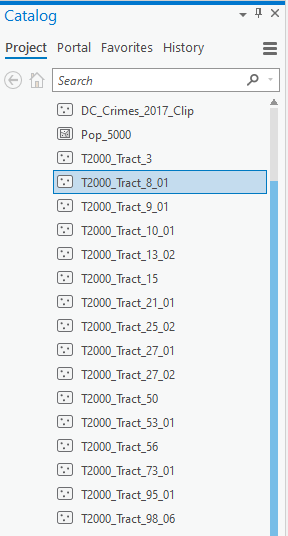 Catalog
Project Portal Favorites History
Search
DC_Crimes_2017_Clip
Pop_5000
T2000_Tract_3
T2000_Tract_8_01
T2000_Tract_9_01
T2000_Tract_10_01
T2000_Tract_13_02
T2000_Tract_15
T2000_Tract_21_01
T2000_Tract_25_02
T2000_Tract_27_01
T2000_Tract_27_02
T2000_Tract_50
T2000_Tract_53_01
T2000_Tract_56
T2000_Tract_73_01
T2000_Tract_95_01
T2000_Tract_98_06